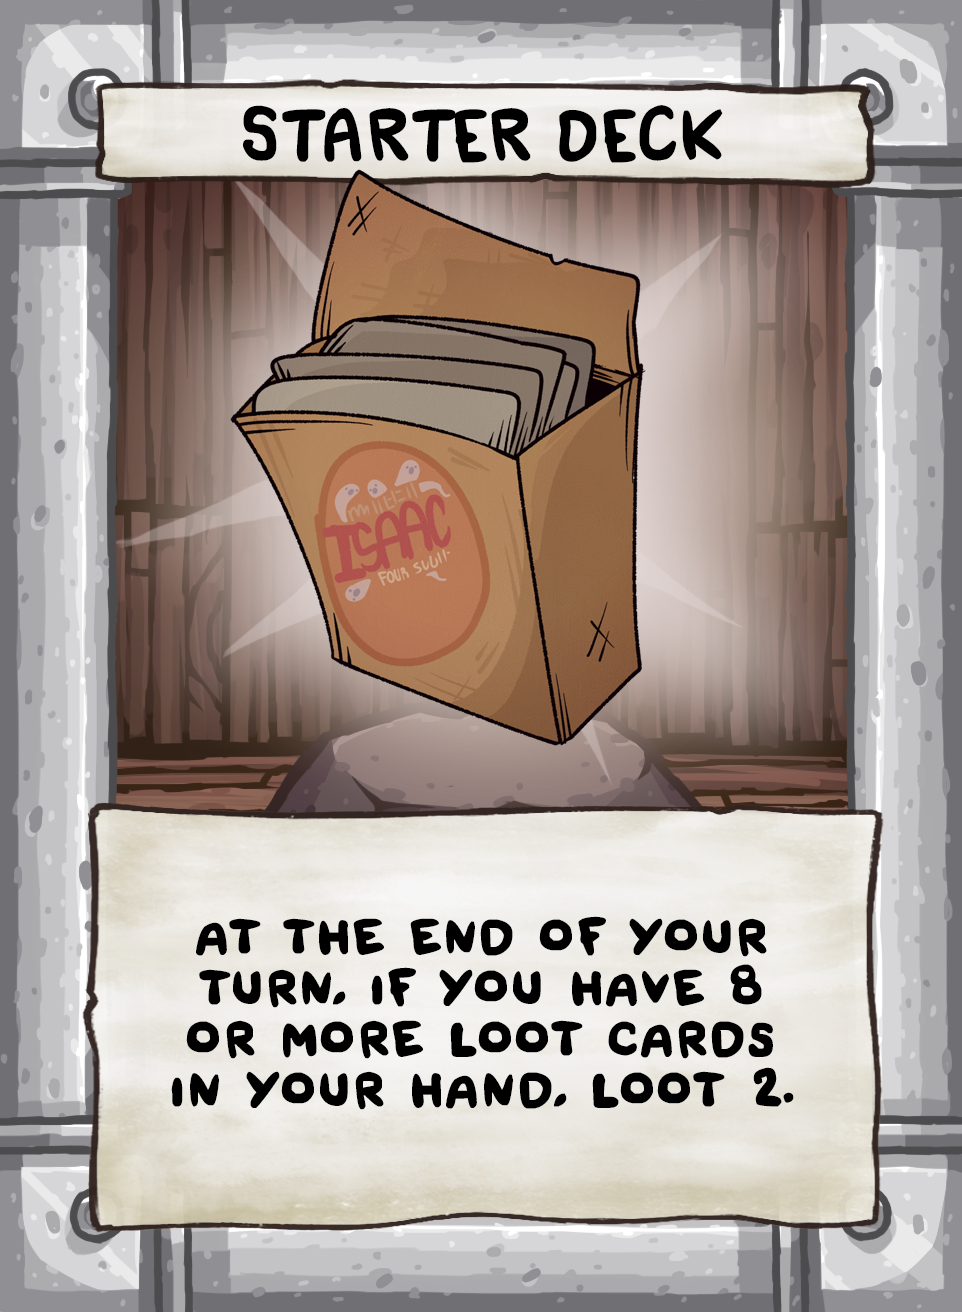 STARTER DECK
ISAAC
FOUR
AT THE END OF YOUR
TURN, IF YOU HAVE 8
OR MORE LOOT CARDS
IN YOUR HAND, LOOT 2.